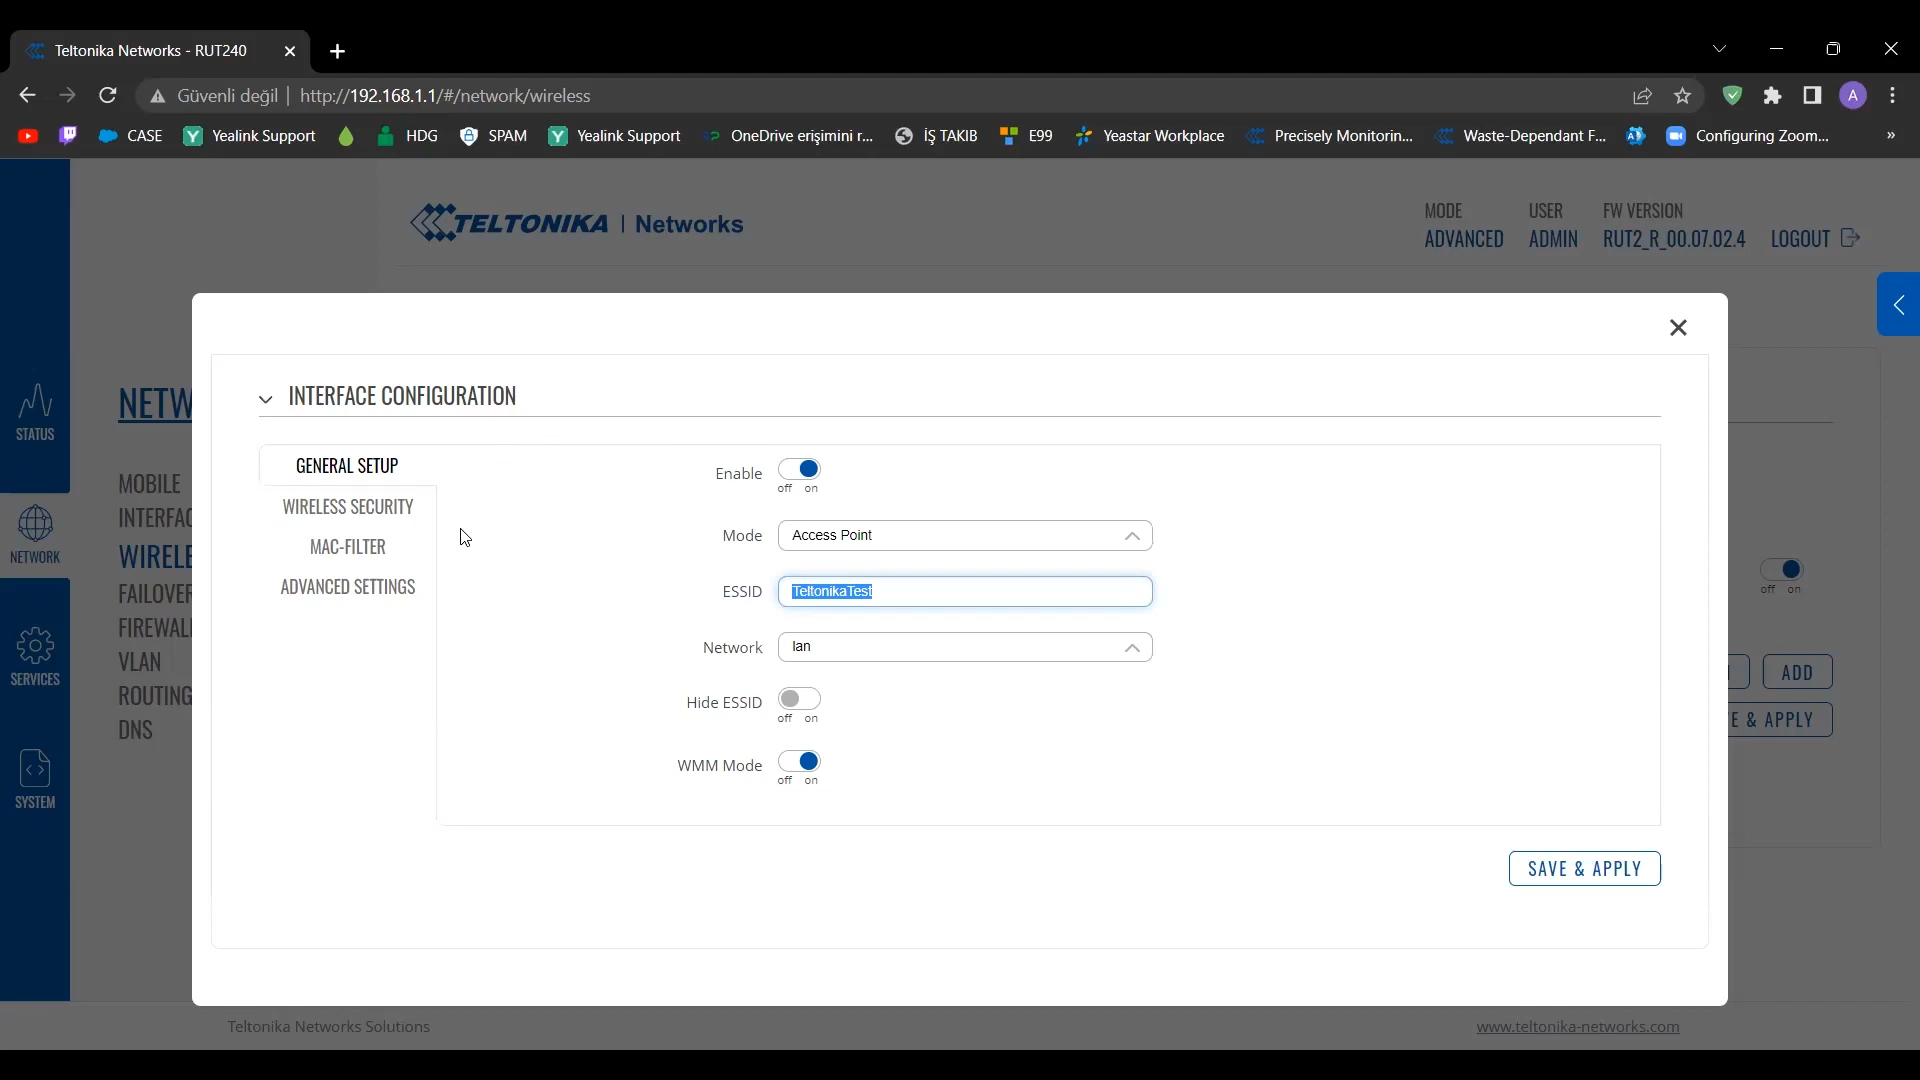 Teltonika Networks - RUT240
Güvenli değil | http://192.168.1.1/#/network/wireless
A
CASE
Yealink Support
HDG
SPAM
Yealink Support
OneDrive erişimini r...
İŞ TAKIB
E99
Yeastar Workplace
Precisely Monitorin...
Waste-Dependant F...
Configuring Zoom...
»
TELTONIKA | Networks
MODE
ADVANCED
USER
ADMIN
FW VERSION
RUT2_R_00.07.02.4
LOGOUT
STATUS
NETWORK
SERVICES
SYSTEM
NETW
MOBILE
INTERFAC
WIRELE
FAILOVER
FIREWALL
VLAN
ROUTING
DNS
INTERFACE CONFIGURATION
GENERAL SETUP
WIRELESS SECURITY
MAC-FILTER
ADVANCED SETTINGS
Enable
off on
Mode
Access Point
ESSID
TeltonikaTest
Network
lan
Hide ESSID
off on
WMM Mode
off on
SAVE & APPLY
off on
ADD
E & APPLY
Teltonika Networks Solutions
www.teltonika-networks.com